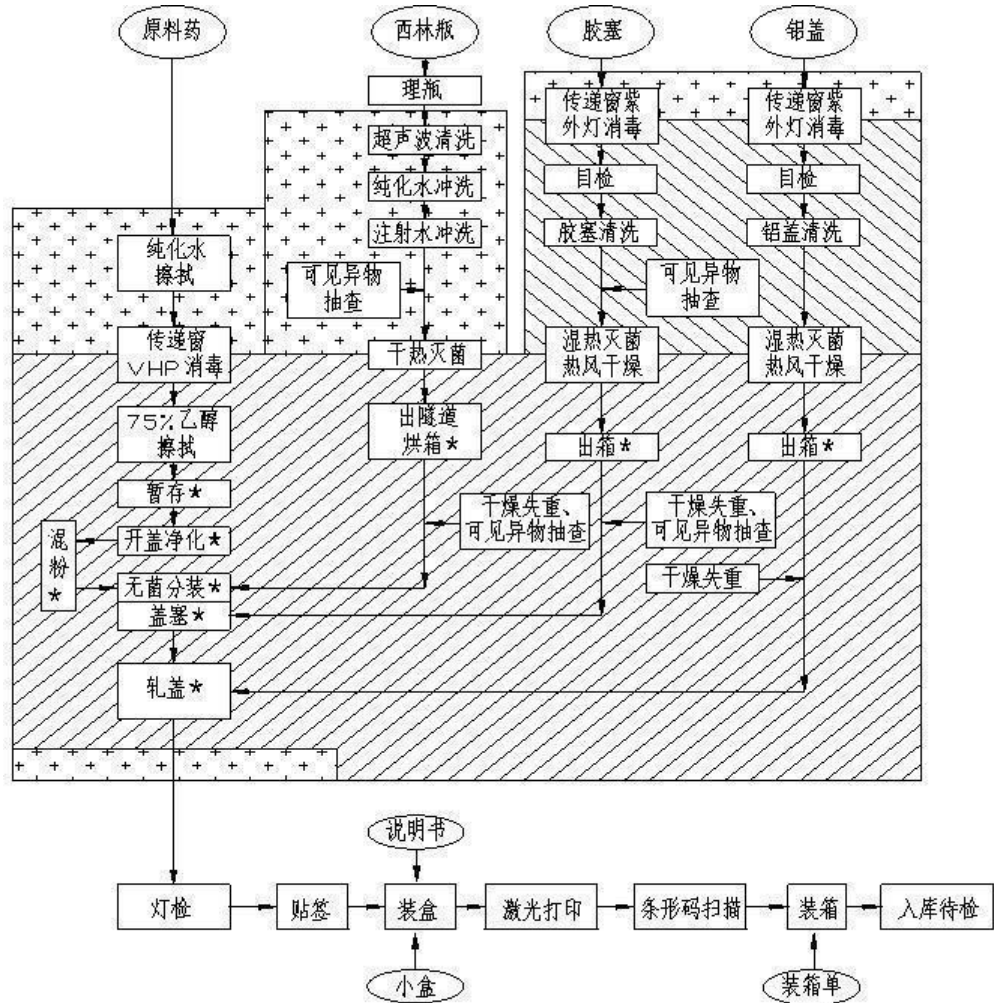 原料药
西林瓶
胶塞
铝盖
理瓶
传递窗紫
外灯消毒
传递窗紫
外灯消毒
超声波清洗
纯化水冲洗
目检
目检
注射水冲洗
胶塞清洗
铝盖清洗
纯化水
擦拭
可见异物
抽查
可见异物
抽查
传递窗
VHP消毒
干热灭菌
湿热灭菌
热风干燥
湿热灭菌
热风干燥
75%乙醇
擦拭
出隧道
烘箱★
出箱★
出箱★
暂存★
干燥失重、
可见异物抽查
干燥失重、
可见异物抽查
开盖净化★
混
粉
★
干燥失重
无菌分装★
盖塞★
轧盖★
说明书
灯检
贴签
装盒
激光打印
条形码扫描
装箱
入库待检
小盒
装箱单